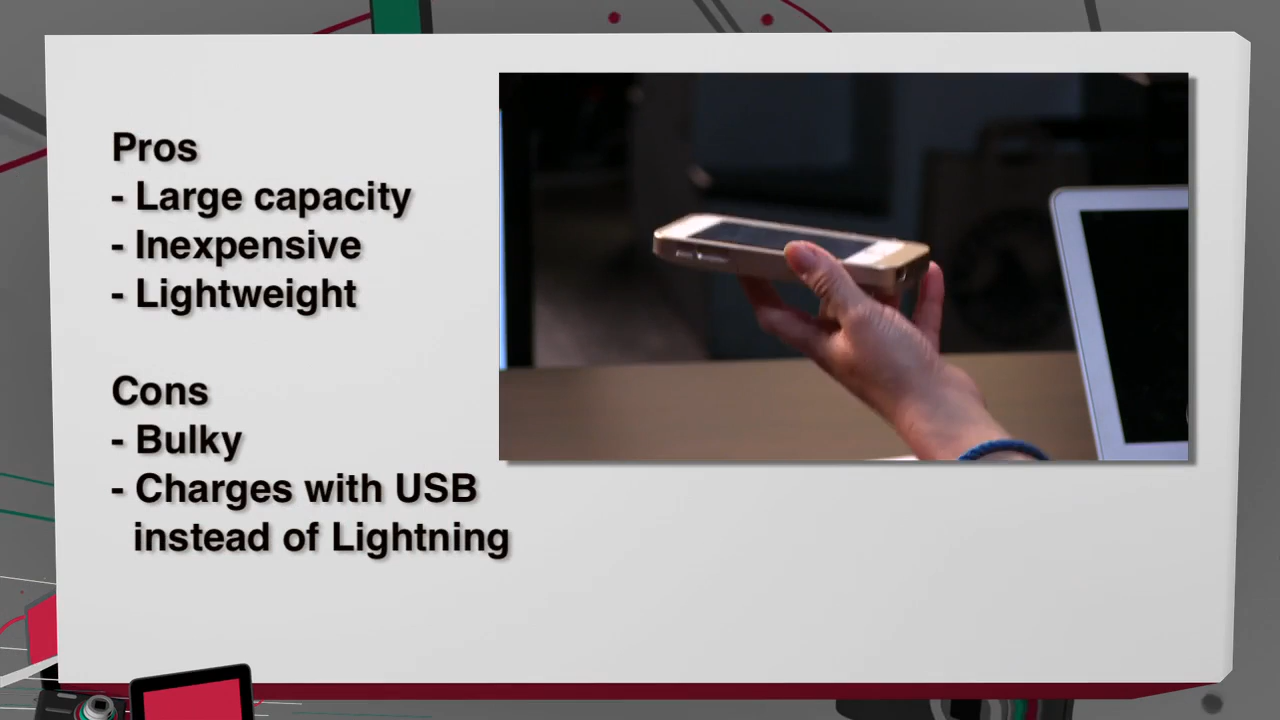 Pros
- Large capacity
- Inexpensive
- Lightweight
Cons
- Bulky
- Charges with USB
instead of Lightning